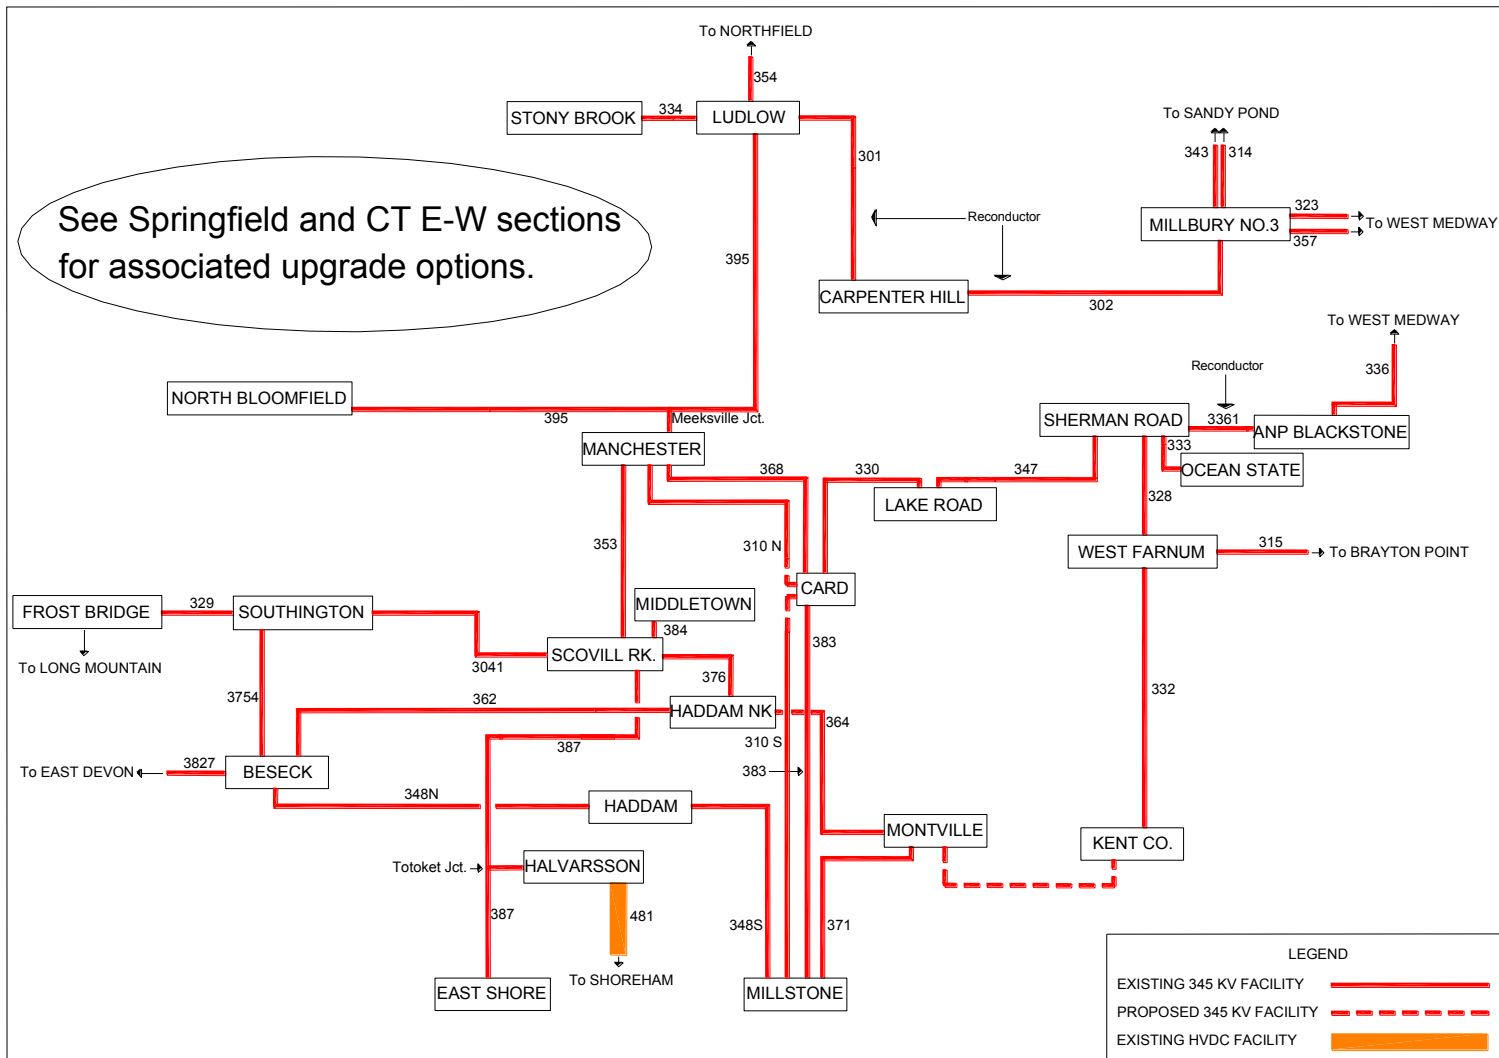 To NORTHFIELD
354
STONY BROOK
334
LUDLOW
To SANDY POND
343
314
301
See Springfield and CT E-W sections
for associated upgrade options.
Reconductor
MILLBURY NO.3
323
To WEST MEDWAY
357
395
CARPENTER HILL
302
To WEST MEDWAY
NORTH BLOOMFIELD
395
Meeksville Jct.
Reconductor
336
SHERMAN ROAD
3361
ANP BLACKSTONE
MANCHESTER
333
OCEAN STATE
368
330
347
LAKE ROAD
328
353
310 N
WEST FARNUM
315
To BRAYTON POINT
CARD
FROST BRIDGE
329
SOUTHINGTON
MIDDLETOWN
384
383
To LONG MOUNTAIN
3041
SCOVILL RK.
376
3754
362
HADDAM NK
364
332
387
310 S
To EAST DEVON
3827
BESECK
383
348N
HADDAM
MONTVILLE
KENT CO.
Totoket Jct.
HALVARSSON
387
481
348S
371
To SHOREHAM
EAST SHORE
MILLSTONE
LEGEND
EXISTING 345 KV FACILITY
PROPOSED 345 KV FACILITY
EXISTING HVDC FACILITY